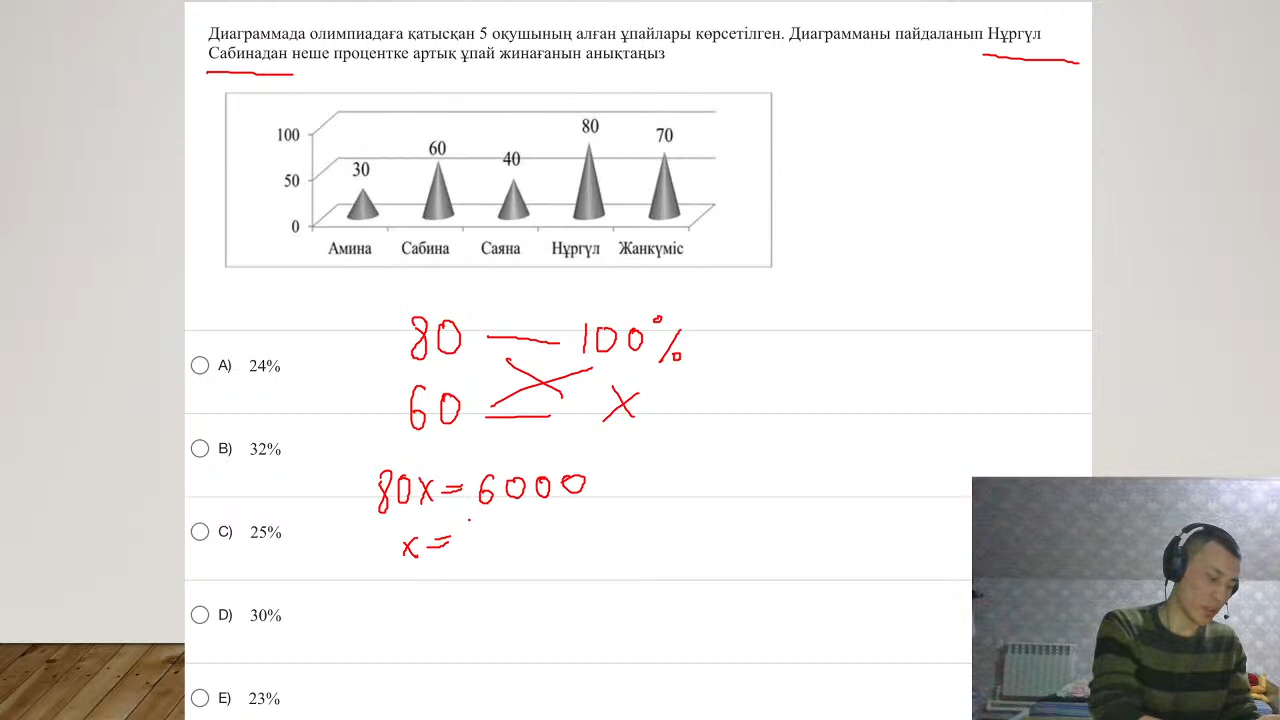 Диаграммада олимпиадаға қатысқан 5 оқушының алған ұпайлары көрсетілген. Диаграмманы пайдаланып Нұргүл
Сабинадан неше процентке артық ұпай жинағанын анықтаңыз
100
50
0
30
60
40
80
70
Амина Сабина Саяна Нұргүл Жанкүміс
80 — 100%
60 — x
80x = 6000
x =
A) 24%
B) 32%
C) 25%
D) 30%
E) 23%